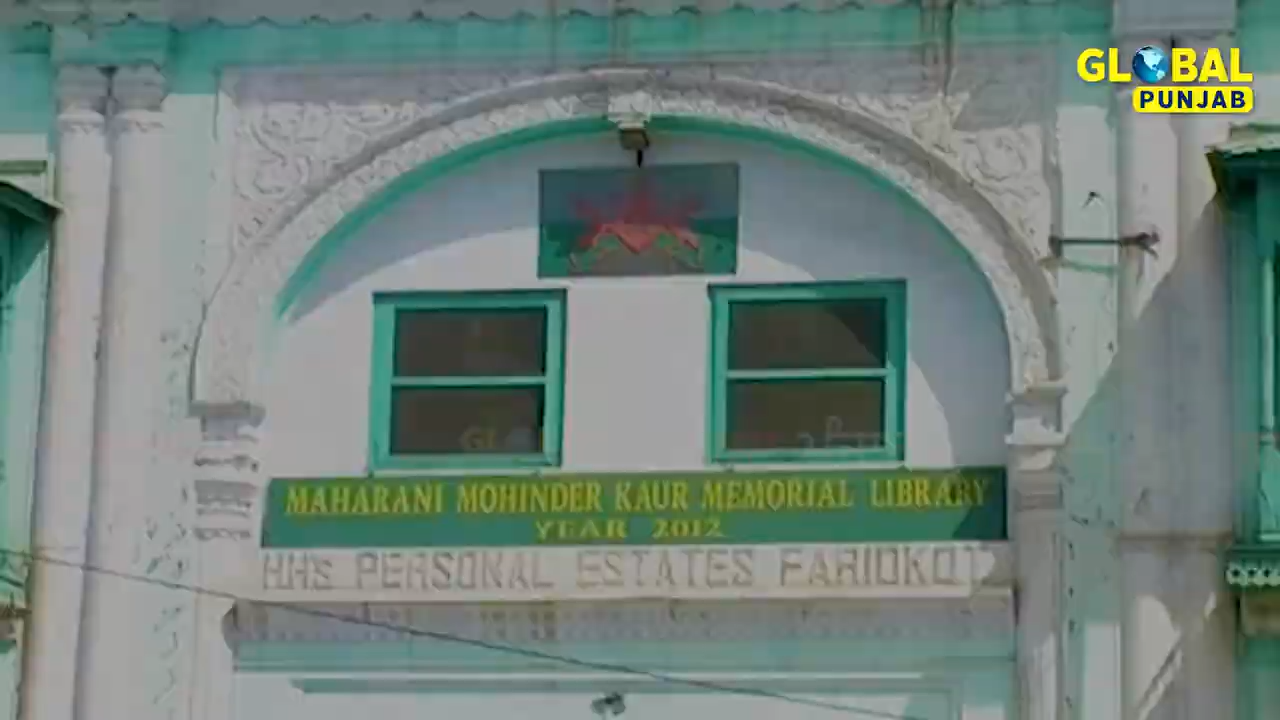 GLOBAL
PUNJAB
MAHARANI MOHINDER KAUR MEMORIAL LIBRARY
YEAR 2012
HHS PERSONAL ESTATES FARIDKOT